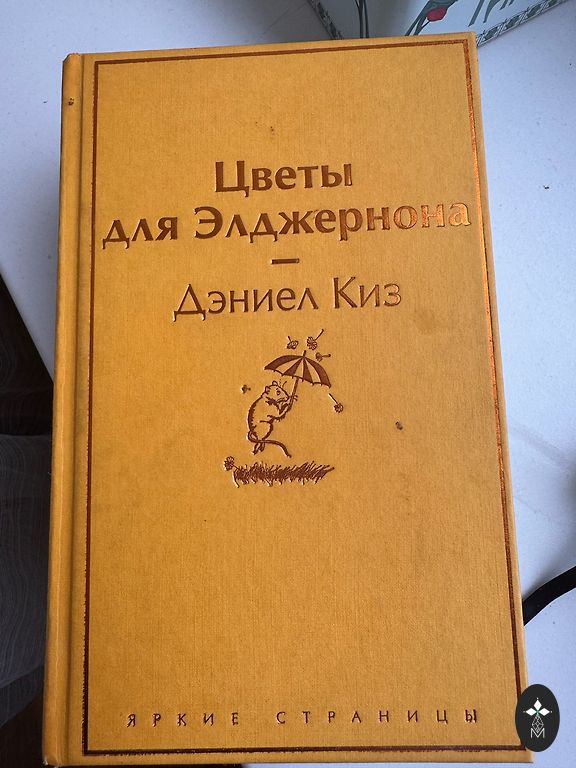 Цветы
для Элджернона
–
Дэниел Киз
ЯРКИЕ СТРАНИЦЫ
M